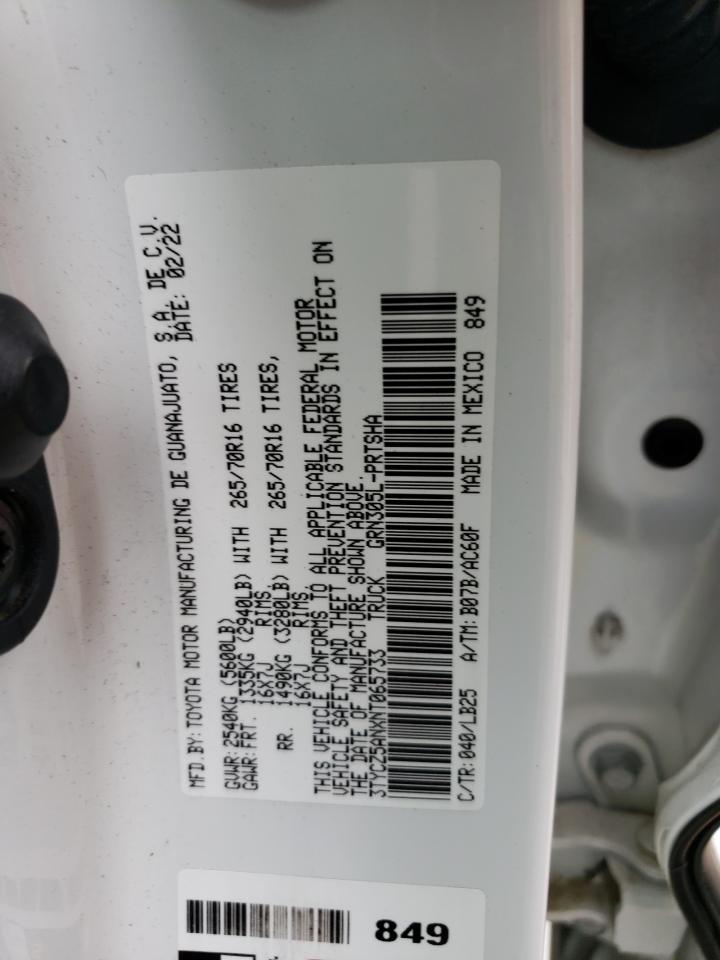 MFD.BY: TOYOTA MOTOR MANUFACTURING DE GUANAJUATO, S.A. DE C.V.
DATE: 02/22
GVWR: 2540KG (5600LB)
GAWR: FRT. 1335KG (2940LB) WITH 265/70R16 TIRES
16X7J RIMS,
RR. 1490KG (3280LB) WITH 265/70R16 TIRES,
16X7J RIMS.
THIS VEHICLE CONFORMS TO ALL APPLICABLE FEDERAL MOTOR
VEHICLE SAFETY AND THEFT PREVENTION STANDARDS IN EFFECT ON
THE DATE OF MANUFACTURE SHOWN ABOVE.
3TYCZ5ANXNT065733 TRUCK GRN305L-PRTSHA
C/TR: 040/LB25 A/TM: B07B/AC60F MADE IN MEXICO 849
849